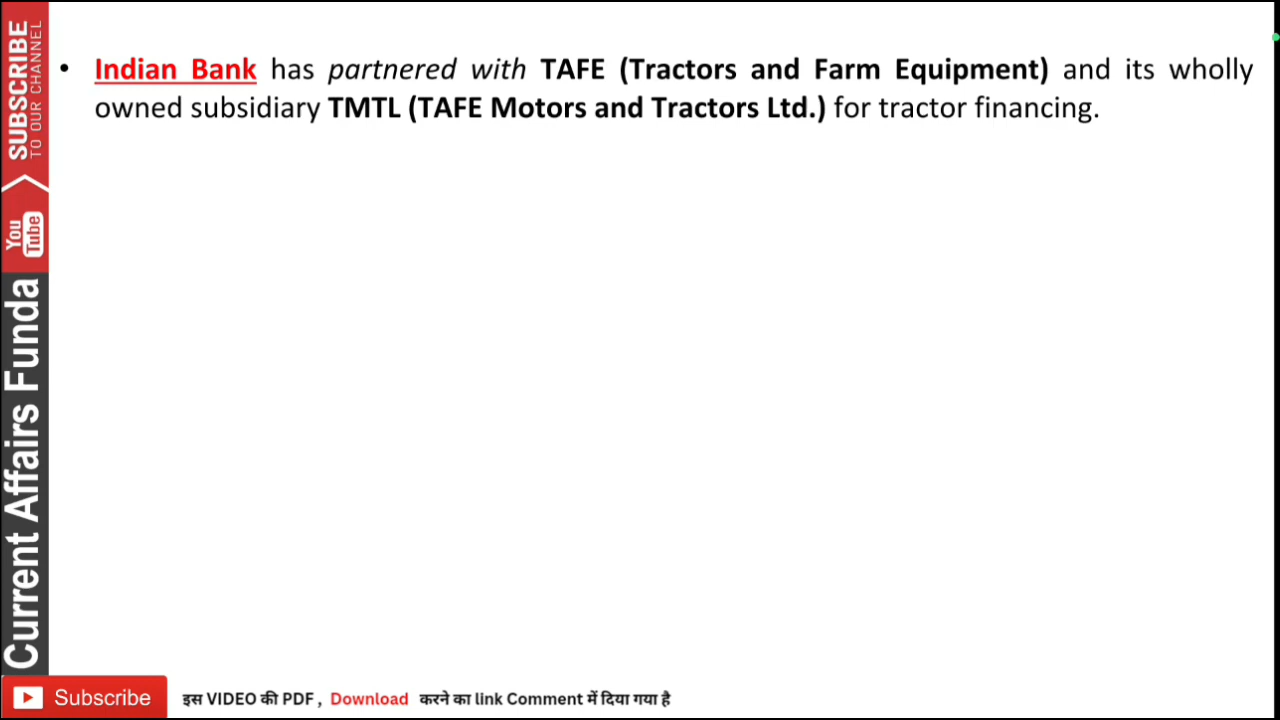 SUBSCRIBE
TO OUR CHANNEL
You Tube
Current Affairs Funda
• Indian Bank has partnered with TAFE (Tractors and Farm Equipment) and its wholly
owned subsidiary TMTL (TAFE Motors and Tractors Ltd.) for tractor financing.
Subscribe
इस VIDEO की PDF , Download करने का link Comment में दिया गया है